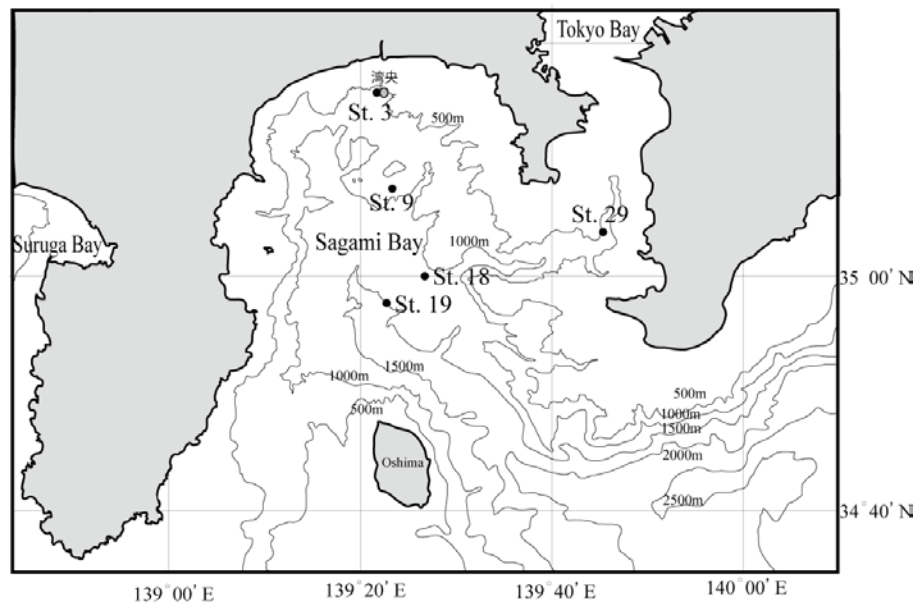 Tokyo Bay
湾央
St. 3
500m
St. 9
St. 29
Suruga Bay
Sagami Bay
1000m
St. 18
35°00′ N
St. 19
1500m
1000m
500m
500m
1000m
1500m
2000m
Oshima
2500m
34°40′ N
139°00′ E
139°20′ E
139°40′ E
140°00′ E